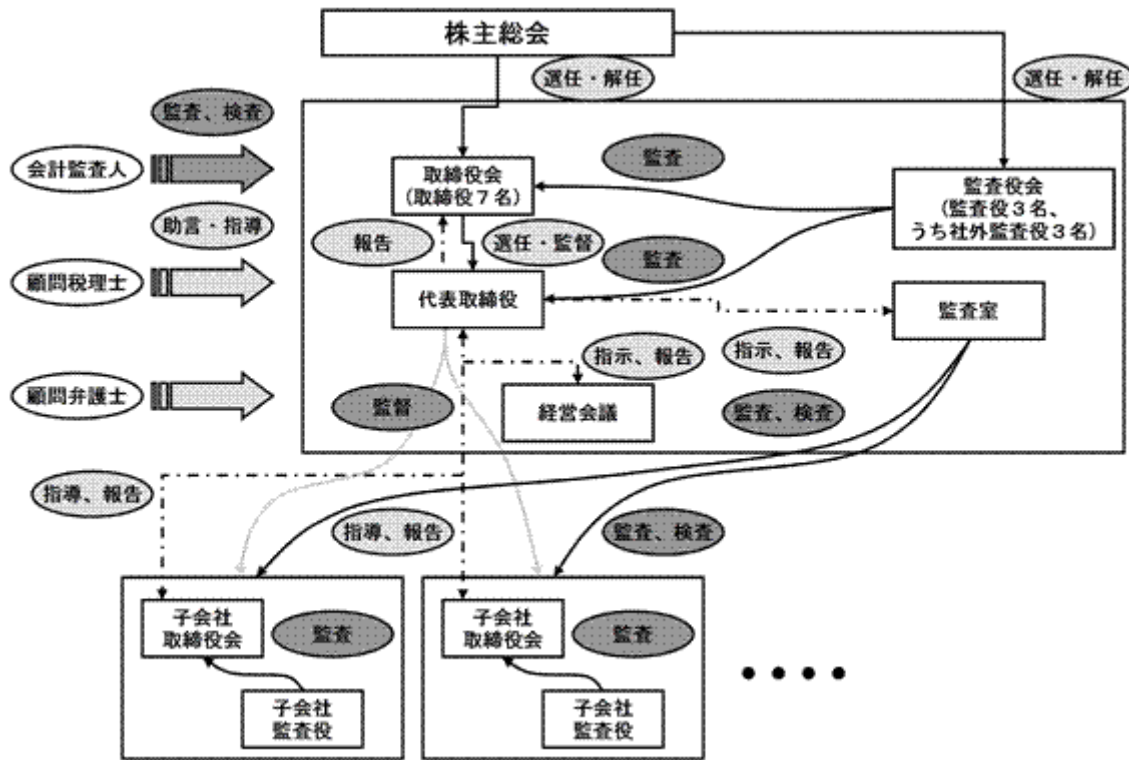 株主総会
選任・解任
選任・解任
監査、検査
会計監査人
取締役会
(取締役7名)
監査
監査役会
(監査役3名、
うち社外監査役3名)
助言・指導
報告
選任・監督
監査
顧問税理士
代表取締役
監査室
指示、報告
指示、報告
顧問弁護士
監督
経営会議
監査、検査
指導、報告
指導、報告
監査、検査
子会社
取締役会
監査
子会社
取締役会
監査
子会社
監査役
子会社
監査役